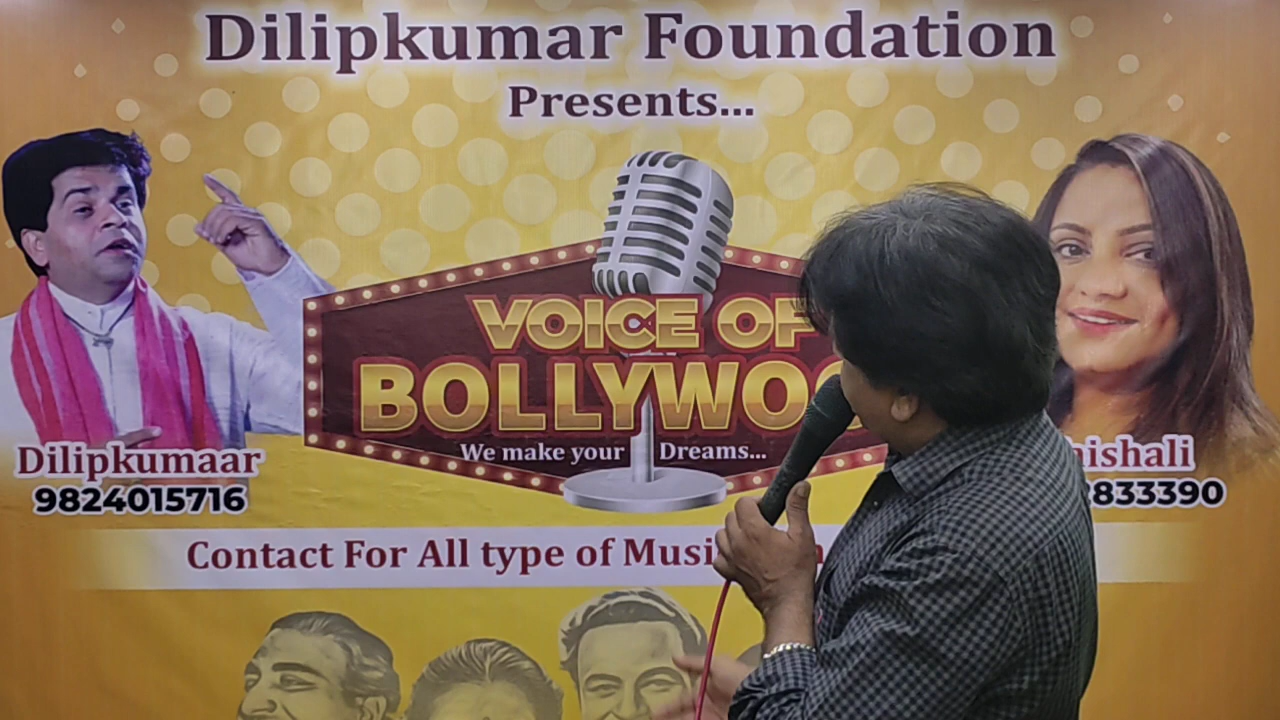 Dilipkumar Foundation
Presents...
VOICE OF
BOLLYWOO
We make your Dreams...
Dilipkumaar
9824015716
hishali
833390
Contact For All type of Musi